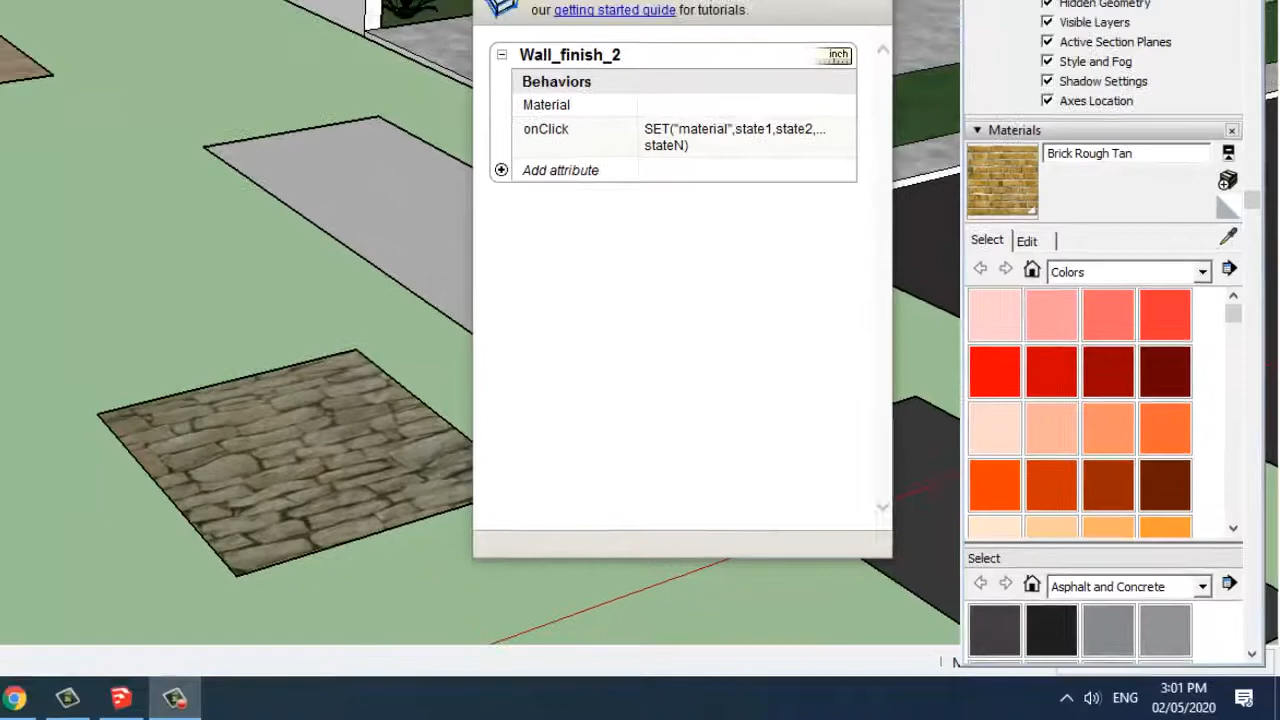 our getting started guide for tutorials.
Wall_finish_2
inch
Behaviors
Material
onClick
SET("material",state1,state2,...
stateN)
Add attribute
Hidden Geometry
Visible Layers
Active Section Planes
Style and Fog
Shadow Settings
Axes Location
Materials
Brick Rough Tan
Select
Edit
Colors
Select
Asphalt and Concrete
ENG
3:01 PM
02/05/2020